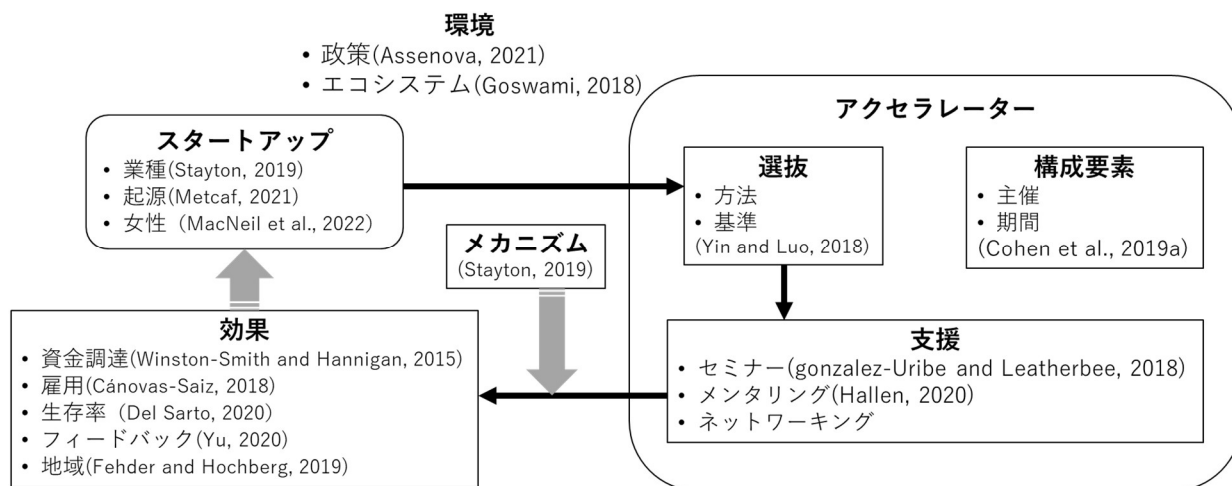 環境
• 政策(Assenova, 2021)
• エコシステム(Goswami, 2018)
アクセラレーター
スタートアップ
• 業種(Stayton, 2019)
• 起源(Metcaf, 2021)
• 女性（MacNeil et al., 2022)
選抜
• 方法
• 基準
(Yin and Luo, 2018)
構成要素
• 主催
• 期間
(Cohen et al., 2019a)
メカニズム
(Stayton, 2019)
効果
• 資金調達(Winston-Smith and Hannigan, 2015)
• 雇用(Cánovas-Saiz, 2018)
• 生存率（Del Sarto, 2020)
• フィードバック(Yu, 2020)
• 地域(Fehder and Hochberg, 2019)
支援
• セミナー(gonzalez-Uribe and Leatherbee, 2018)
• メンタリング(Hallen, 2020)
• ネットワーキング